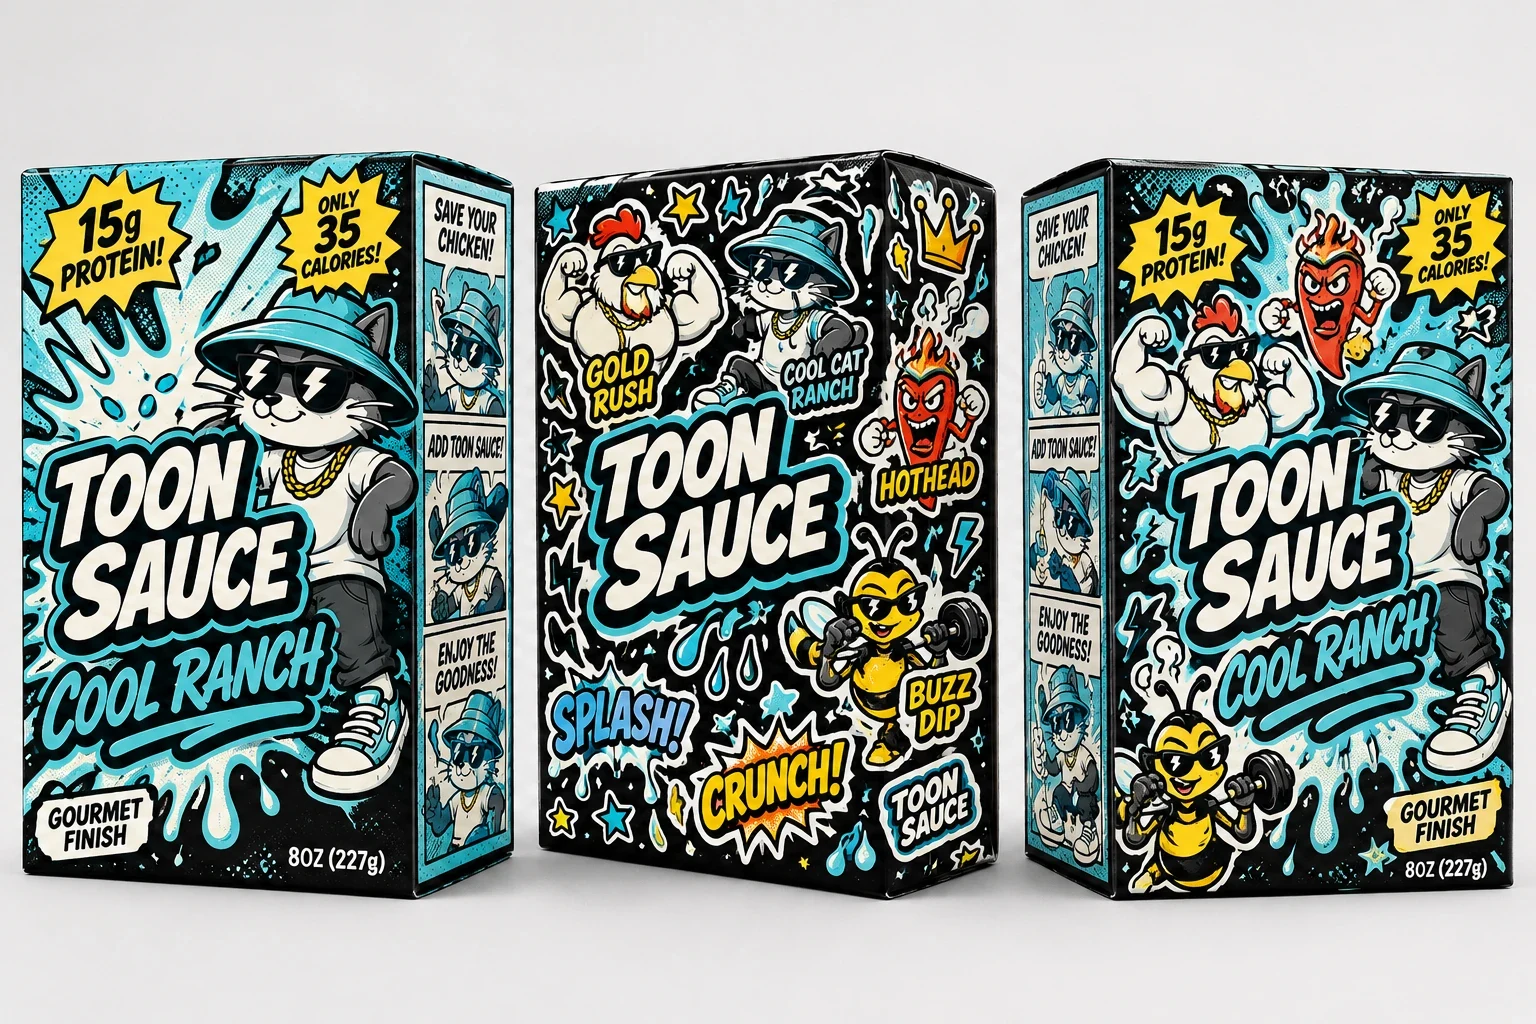 15g
PROTEIN!
ONLY
35
CALORIES!
TOON
SAUCE
COOL RANCH
GOURMET
FINISH
8OZ (227g)
SAVE YOUR
CHICKEN!
ADD TOON SAUCE!
ENJOY THE
GOODNESS!
GOLD
RUSH
COOL CAT
RANCH
TOON
SAUCE
HOTHEAD
BUZZ
DIP
SPLASH!
CRUNCH!
TOON
SAUCE
SAVE YOUR
CHICKEN!
ADD TOON SAUCE!
ENJOY THE
GOODNESS!
15g
PROTEIN!
ONLY
35
CALORIES!
TOON
SAUCE
COOL RANCH
GOURMET
FINISH
8OZ (227g)